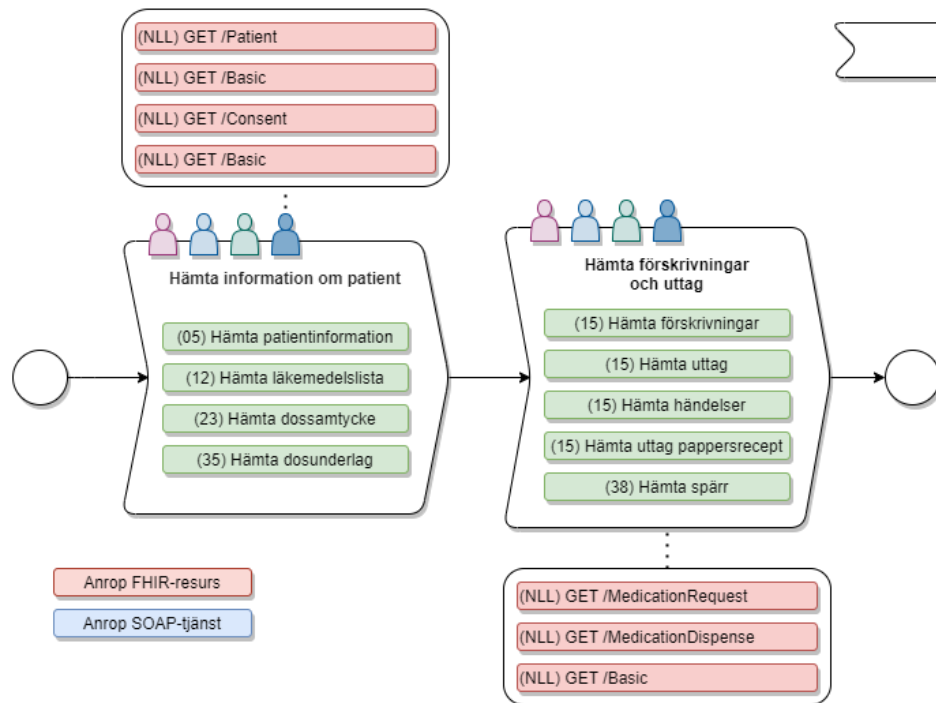 (NLL) GET /Patient
(NLL) GET /Basic
(NLL) GET /Consent
(NLL) GET /Basic
Hämta information om patient
(05) Hämta patientinformation
(12) Hämta läkemedelslista
(23) Hämta dossamtycke
(35) Hämta dosunderlag
Hämta förskrivningar
och uttag
(15) Hämta förskrivningar
(15) Hämta uttag
(15) Hämta händelser
(15) Hämta uttag pappersrecept
(38) Hämta spärr
(NLL) GET /MedicationRequest
(NLL) GET /MedicationDispense
(NLL) GET /Basic
Anrop FHIR-resurs
Anrop SOAP-tjänst